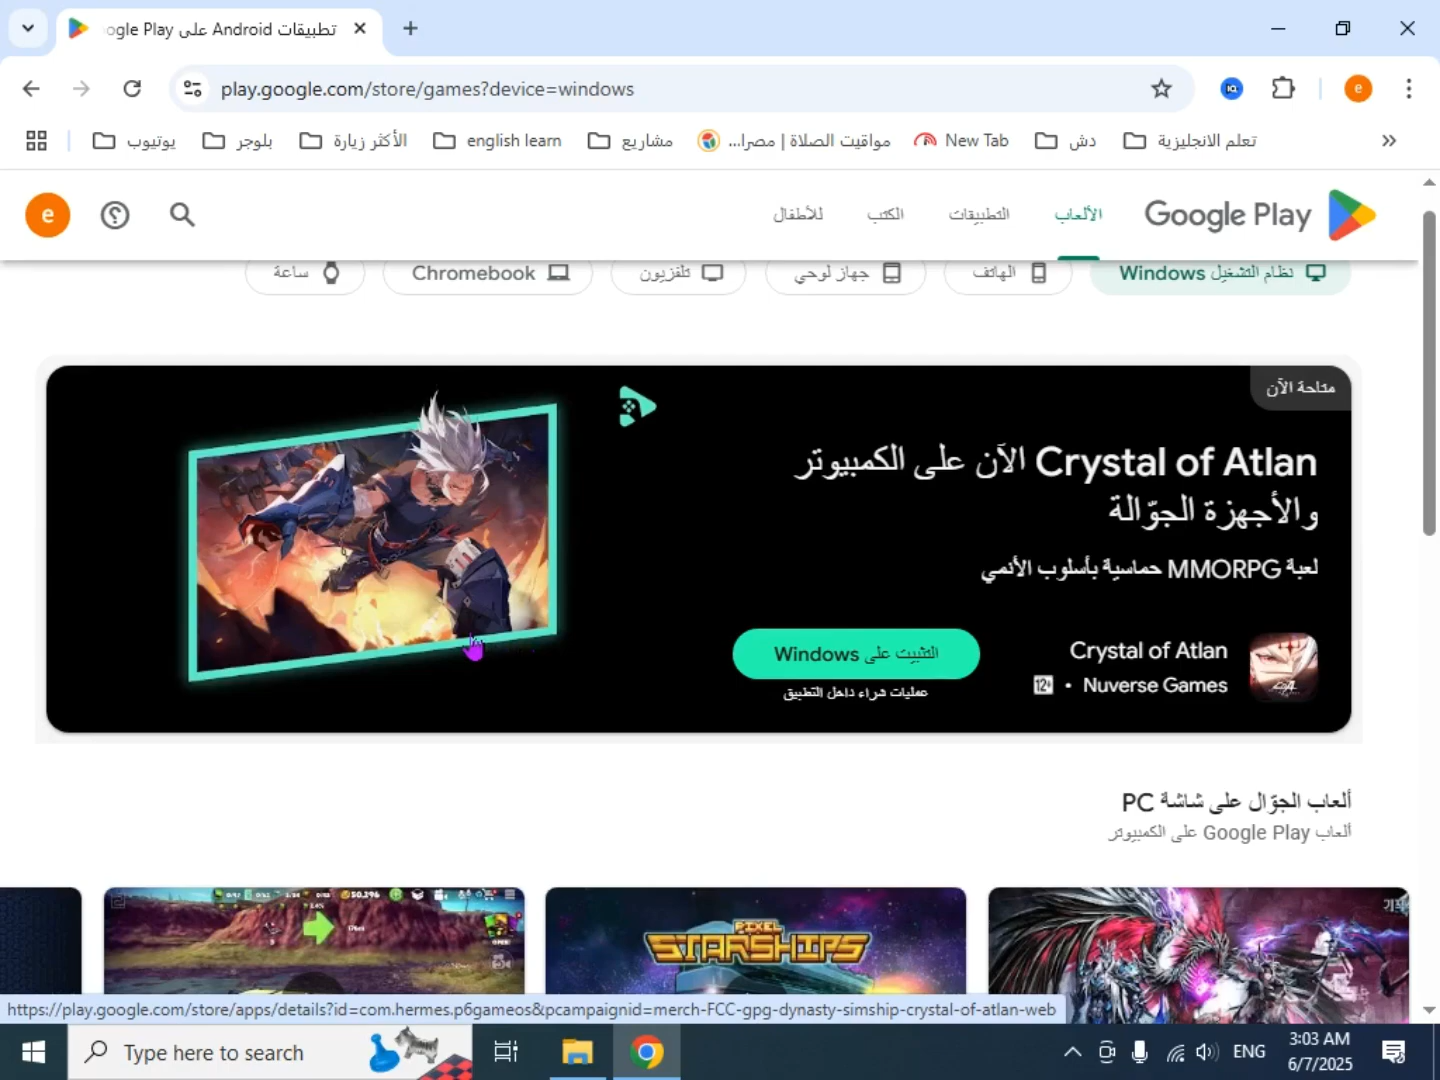 تطبيقات Android على ogle Play
play.google.com/store/games?device=windows
يوتيوب
بلوجر
الأكثر زيارة
english learn
مشاريع
مواقيت الصلاة | مصرا...
New Tab
دش
تعلم الانجليزية
e
Google Play
الألعاب
التطبيقات
الكتب
للأطفال
e
نظام التشغيل Windows
الهاتف
جهاز لوحي
تلفزيون
Chromebook
ساعة
متاحة الآن
Crystal of Atlan الآن على الكمبيوتر
والأجهزة الجوّالة
لعبة MMORPG حماسية بأسلوب الأنمي
Crystal of Atlan
Nuverse Games • 12+
التثبيت على Windows
عمليات شراء داخل التطبيق
ألعاب الجوّال على شاشة PC
ألعاب Google Play على الكمبيوتر
50,296
PIXEL
STARSHIPS
https://play.google.com/store/apps/details?id=com.hermes.p6gameos&pcampaignid=merch-FCC-gpg-dynasty-simship-crystal-of-atlan-web
Type here to search
ENG
3:03 AM
6/7/2025